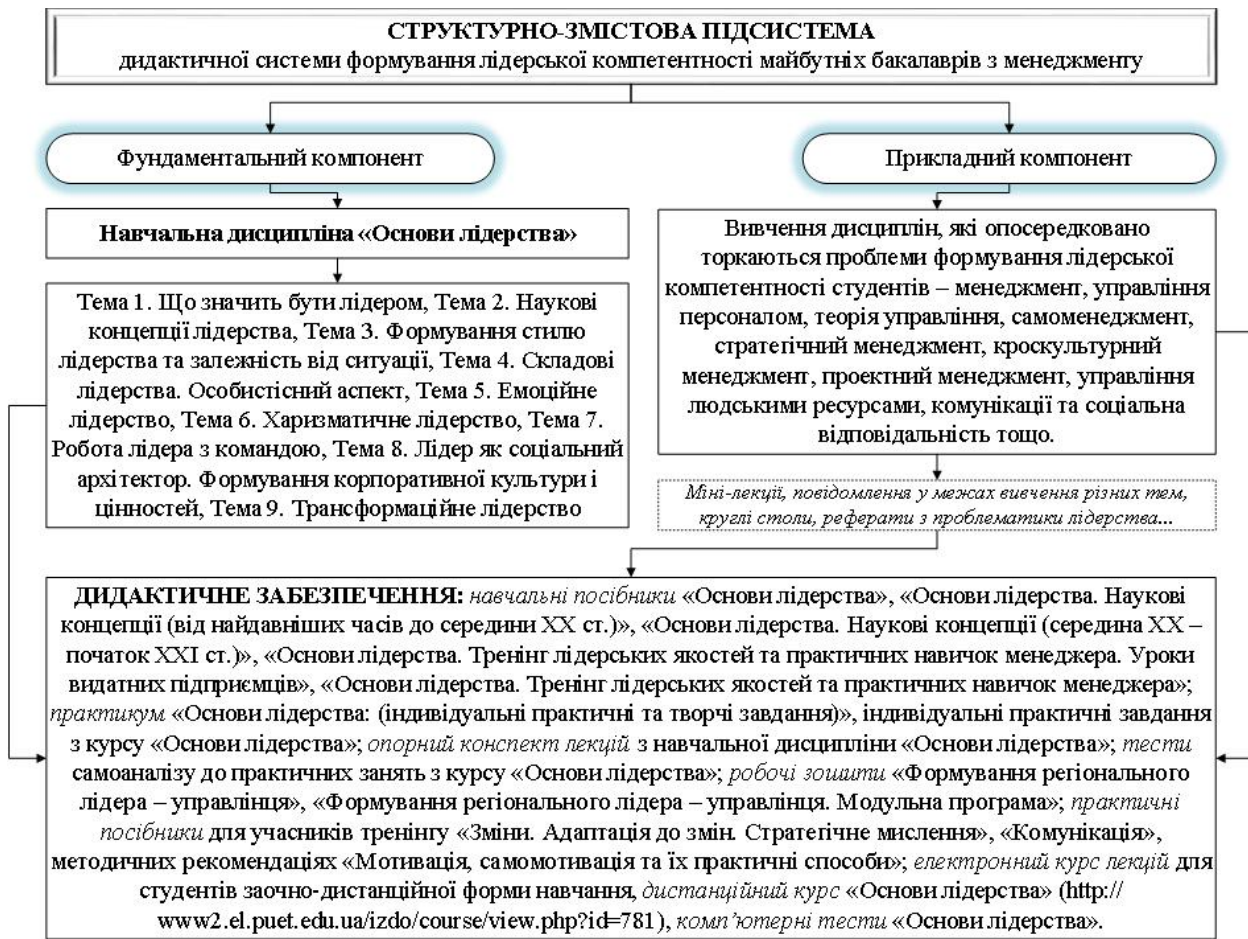 СТРУКТУРНО-ЗМІСТОВА ПІДСИСТЕМА
дидактичної системи формування лідерської компетентності майбутніх бакалаврів з менеджменту
Фундаментальний компонент
Прикладний компонент
Навчальна дисципліна «Основи лідерства»
Тема 1. Що значить бути лідером, Тема 2. Наукові
концепції лідерства, Тема 3. Формування стилю
лідерства та залежність від ситуації, Тема 4. Складові
лідерства. Особистісний аспект, Тема 5. Емоційне
лідерство, Тема 6. Харизматичне лідерство, Тема 7.
Робота лідера з командою, Тема 8. Лідер як соціальний
архітектор. Формування корпоративної культури і
цінностей, Тема 9. Трансформаційне лідерство
Вивчення дисциплін, які опосередковано
торкаються проблеми формування лідерської
компетентності студентів – менеджмент, управління
персоналом, теорія управління, самоменеджмент,
стратегічний менеджмент, кроскультурний
менеджмент, проектний менеджмент, управління
людськими ресурсами, комунікації та соціальна
відповідальність тощо.
Міні-лекції, повідомлення у межах вивчення різних тем,
круглі столи, реферати з проблематики лідерства...
ДИДАКТИЧНЕ ЗАБЕЗПЕЧЕННЯ: навчальні посібники «Основи лідерства», «Основи лідерства. Наукові
концепції (від найдавніших часів до середини ХХ ст.)», «Основи лідерства. Наукові концепції (середина ХХ –
початок ХХІ ст.)», «Основи лідерства. Тренінг лідерських якостей та практичних навичок менеджера. Уроки
видатних підприємців», «Основи лідерства. Тренінг лідерських якостей та практичних навичок менеджера»;
практикум «Основи лідерства: (індивідуальні практичні та творчі завдання)», індивідуальні практичні завдання
з курсу «Основи лідерства»; опорний конспект лекцій з навчальної дисципліни «Основи лідерства»; тести
самоаналізу до практичних занять з курсу «Основи лідерства»; робочі зошити «Формування регіонального
лідера – управлінця», «Формування регіонального лідера – управлінця. Модульна програма»; практичні
посібники для учасників тренінгу «Зміни. Адаптація до змін. Стратегічне мислення», «Комунікація»,
методичних рекомендаціях «Мотивація, самомотивація та їх практичні способи»; електронний курс лекцій для
студентів заочно-дистанційної форми навчання, дистанційний курс «Основи лідерства» (http://
www2.el.puet.edu.ua/izdo/course/view.php?id=781), комп’ютерні тести «Основи лідерства».